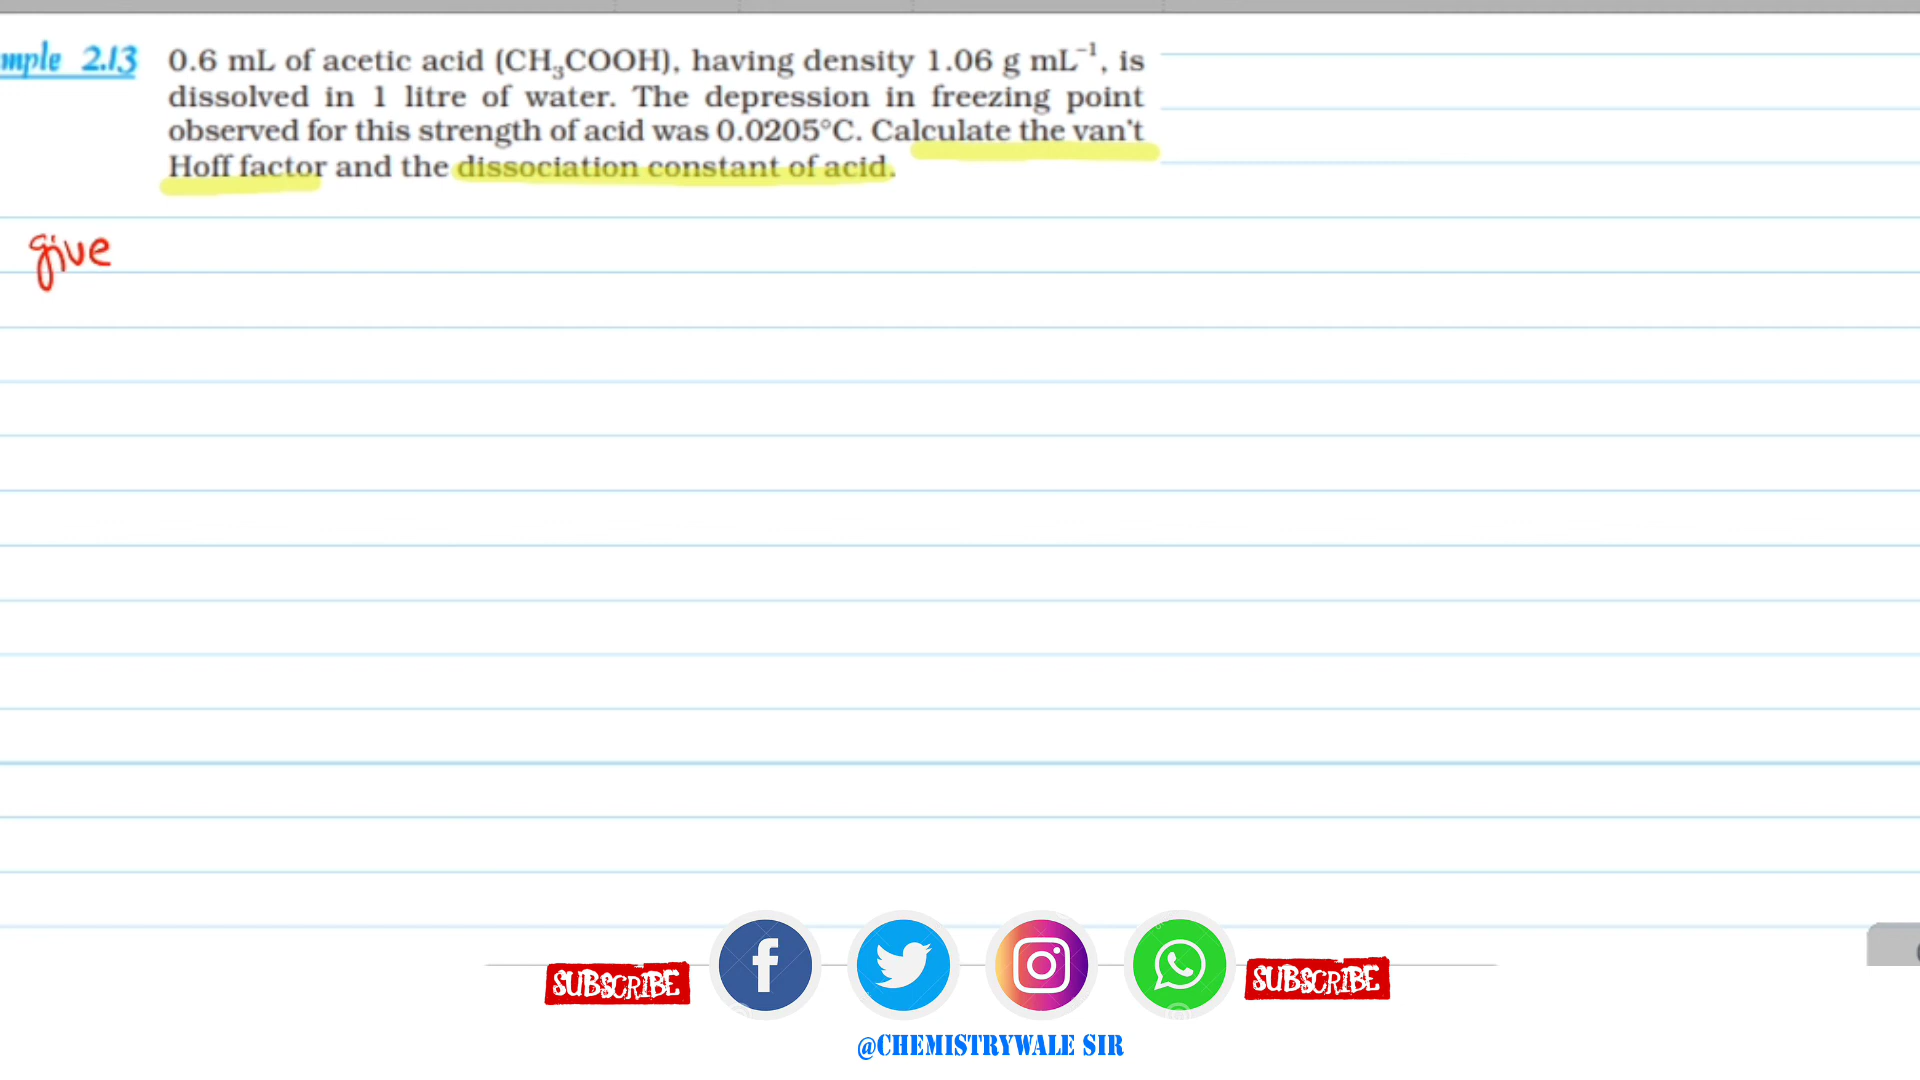 mple 2.13
0.6 mL of acetic acid (CH₃COOH), having density 1.06 g mL⁻¹, is
dissolved in 1 litre of water. The depression in freezing point
observed for this strength of acid was 0.0205°C. Calculate the van't
Hoff factor and the dissociation constant of acid.
give
SUBSCRIBE
SUBSCRIBE
@CHEMISTRYWALE SIR